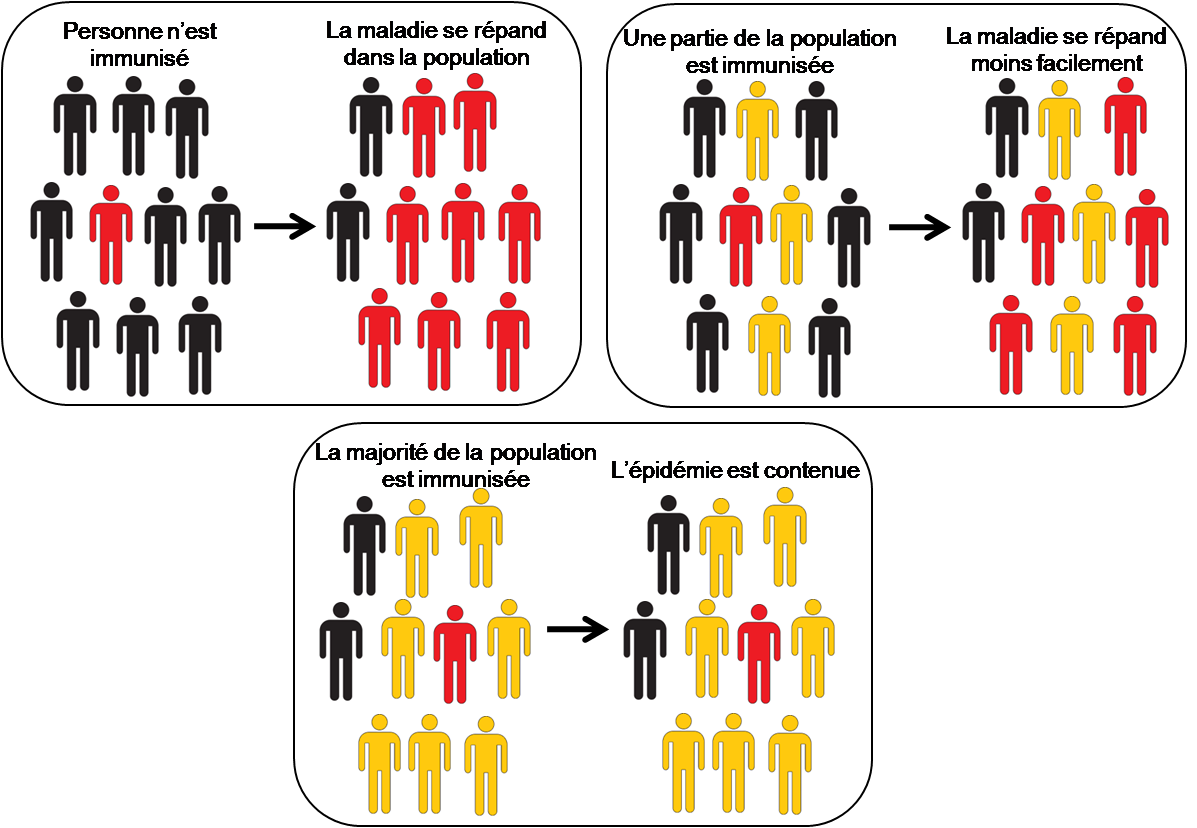 Personne n'est
immunisé
La maladie se répand
dans la population
Une partie de la population
est immunisée
La maladie se répand
moins facilement
La majorité de la population
est immunisée
L'épidémie est contenue